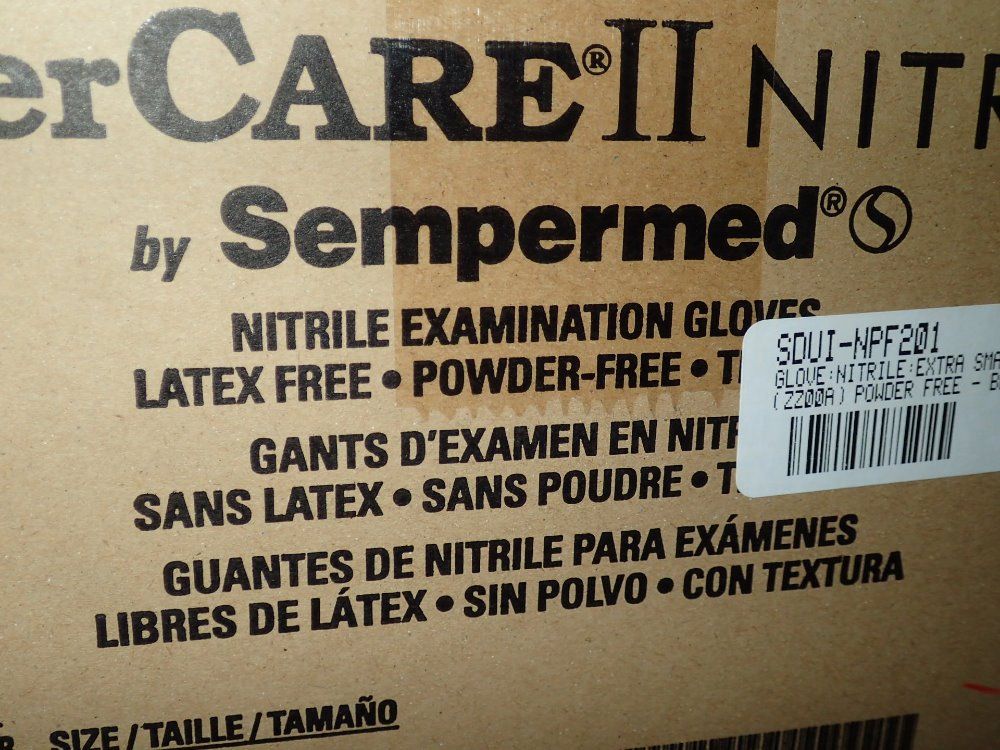 erCARE®II NITR
by Sempermed®
NITRILE EXAMINATION GLOVES
LATEX FREE • POWDER-FREE • T
SDUI-NPF201
GLOVE:NITRILE:EXTRA SMA
(ZZ00A) POWDER FREE - B
GANTS D'EXAMEN EN NITR
SANS LATEX • SANS POUDRE • T
GUANTES DE NITRILE PARA EXÁMENES
LIBRES DE LÁTEX • SIN POLVO • CON TEXTURA
SIZE / TAILLE / TAMAÑO